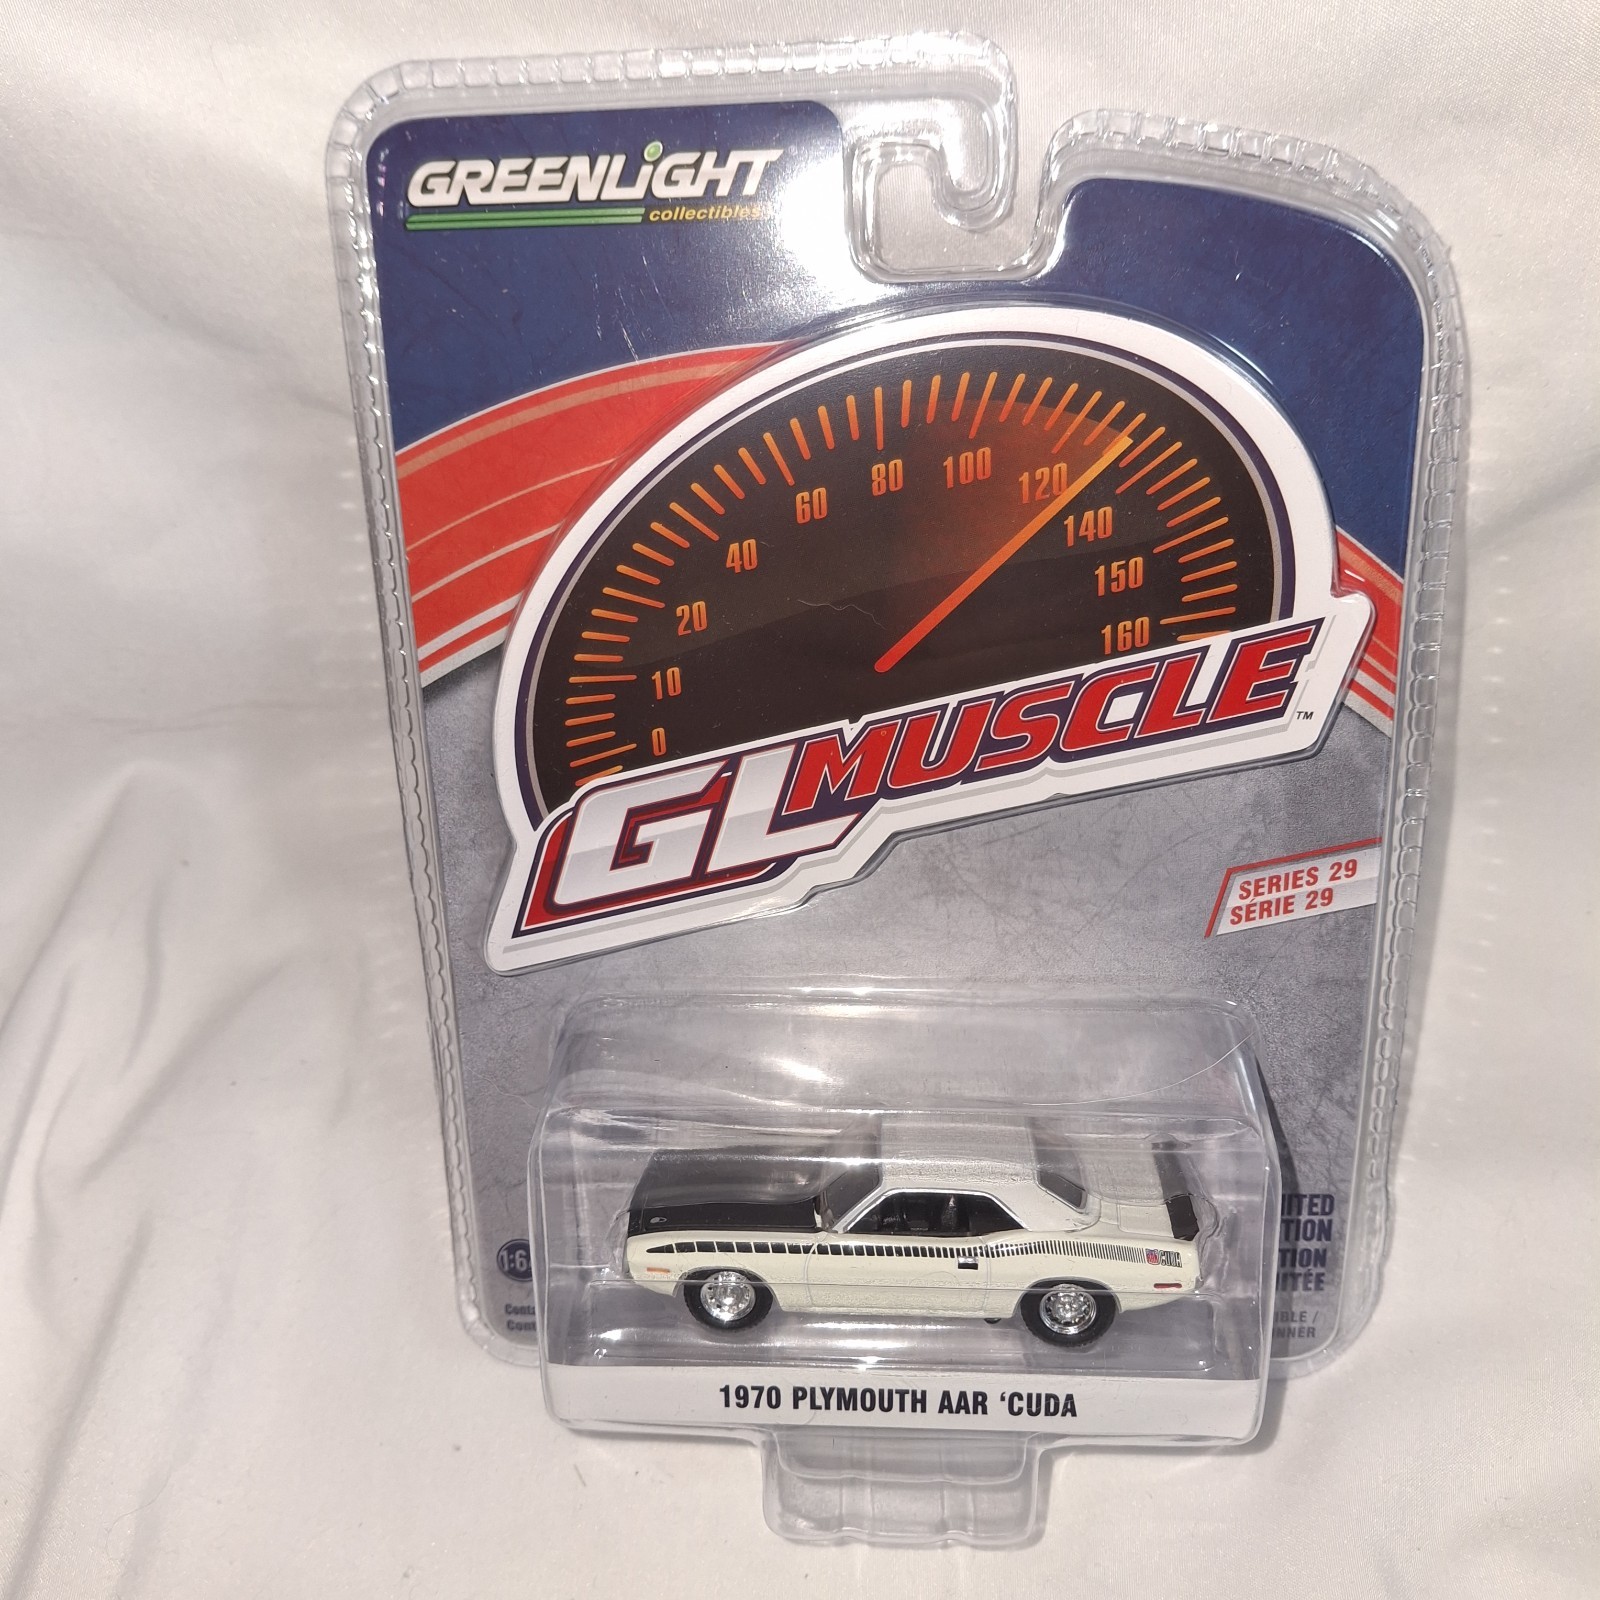 GREENLiGHT
collectibles
100
80
120
60
140
40
150
20
160
10
0
GL MUSCLE™
SERIES 29
SÉRIE 29
CUDA
1970 PLYMOUTH AAR ‘CUDA